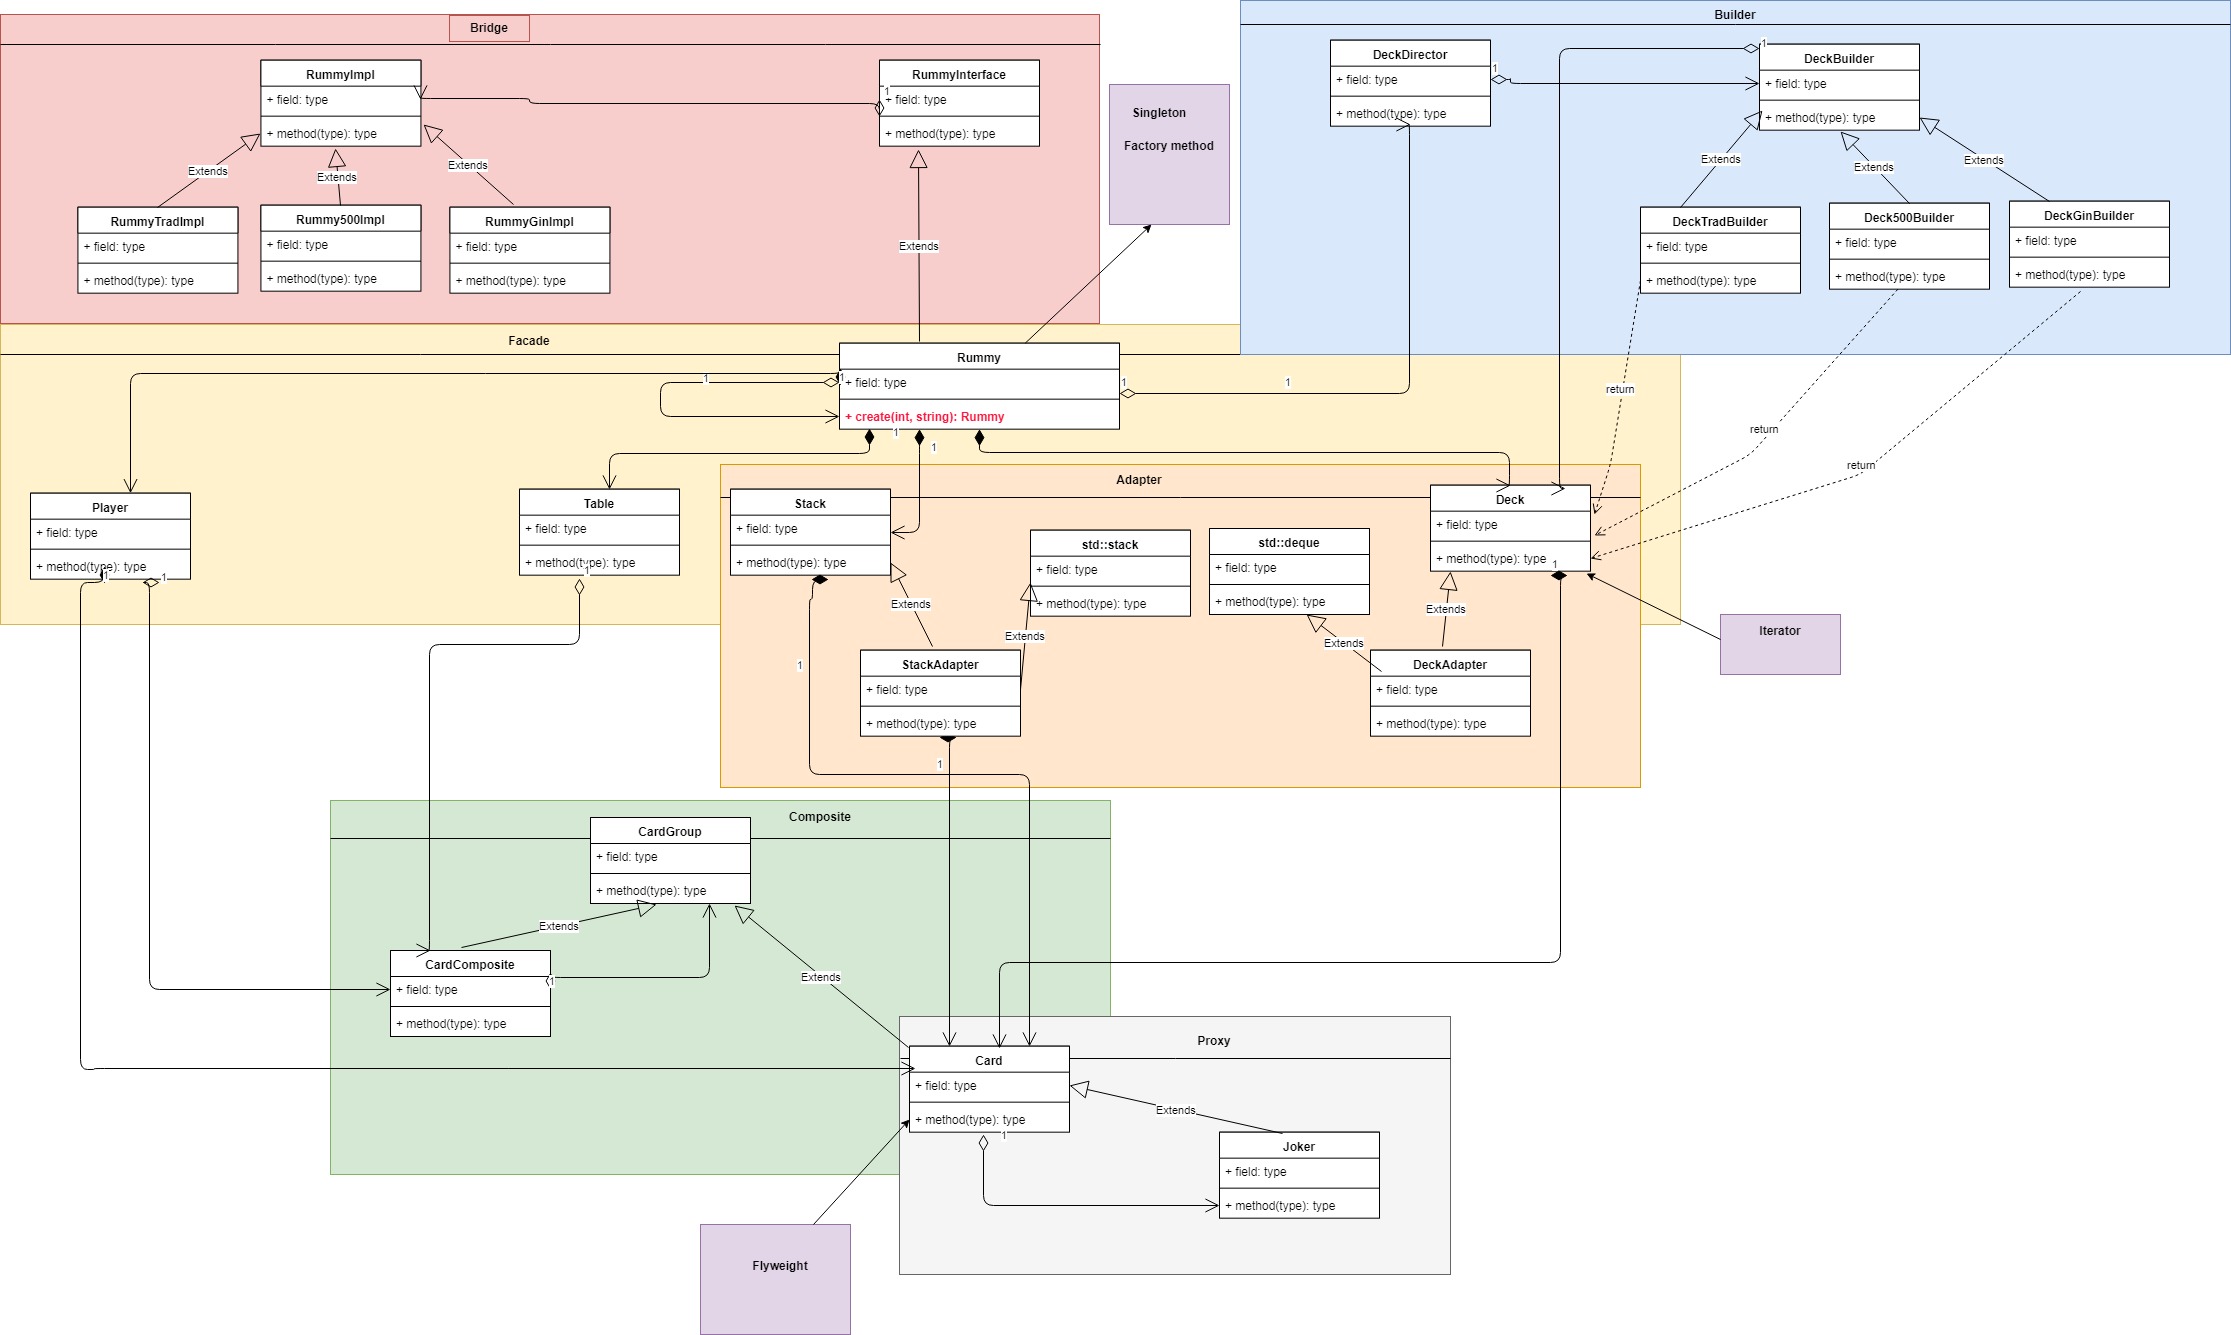 Bridge
RummyImpl
+ field: type
+ method(type): type
RummyInterface
1
+ field: type
+ method(type): type
Extends
Extends
Extends
RummyTradImpl
+ field: type
+ method(type): type
Rummy500Impl
+ field: type
+ method(type): type
RummyGinImpl
+ field: type
+ method(type): type
Extends
Singleton
Factory method
Builder
DeckDirector
+ field: type
+ method(type): type
1
1
DeckBuilder
+ field: type
+ method(type): type
Extends
Extends
Extends
DeckTradBuilder
+ field: type
+ method(type): type
Deck500Builder
+ field: type
+ method(type): type
DeckGinBuilder
+ field: type
+ method(type): type
return
return
return
Facade
Rummy
+ field: type
+ create(int, string): Rummy
1
1
1
1
1
1
Player
+ field: type
+ method(type): type
1
1
Table
+ field: type
+ method(type): type
1
Adapter
Stack
+ field: type
+ method(type): type
std::stack
+ field: type
+ method(type): type
std::deque
+ field: type
+ method(type): type
Deck
+ field: type
+ method(type): type
1
Extends
Extends
Extends
Extends
StackAdapter
+ field: type
+ method(type): type
DeckAdapter
+ field: type
+ method(type): type
1
1
Iterator
Composite
CardGroup
+ field: type
+ method(type): type
Extends
Extends
CardComposite
+ field: type
+ method(type): type
1
Proxy
Card
+ field: type
+ method(type): type
1
Extends
Joker
+ field: type
+ method(type): type
Flyweight